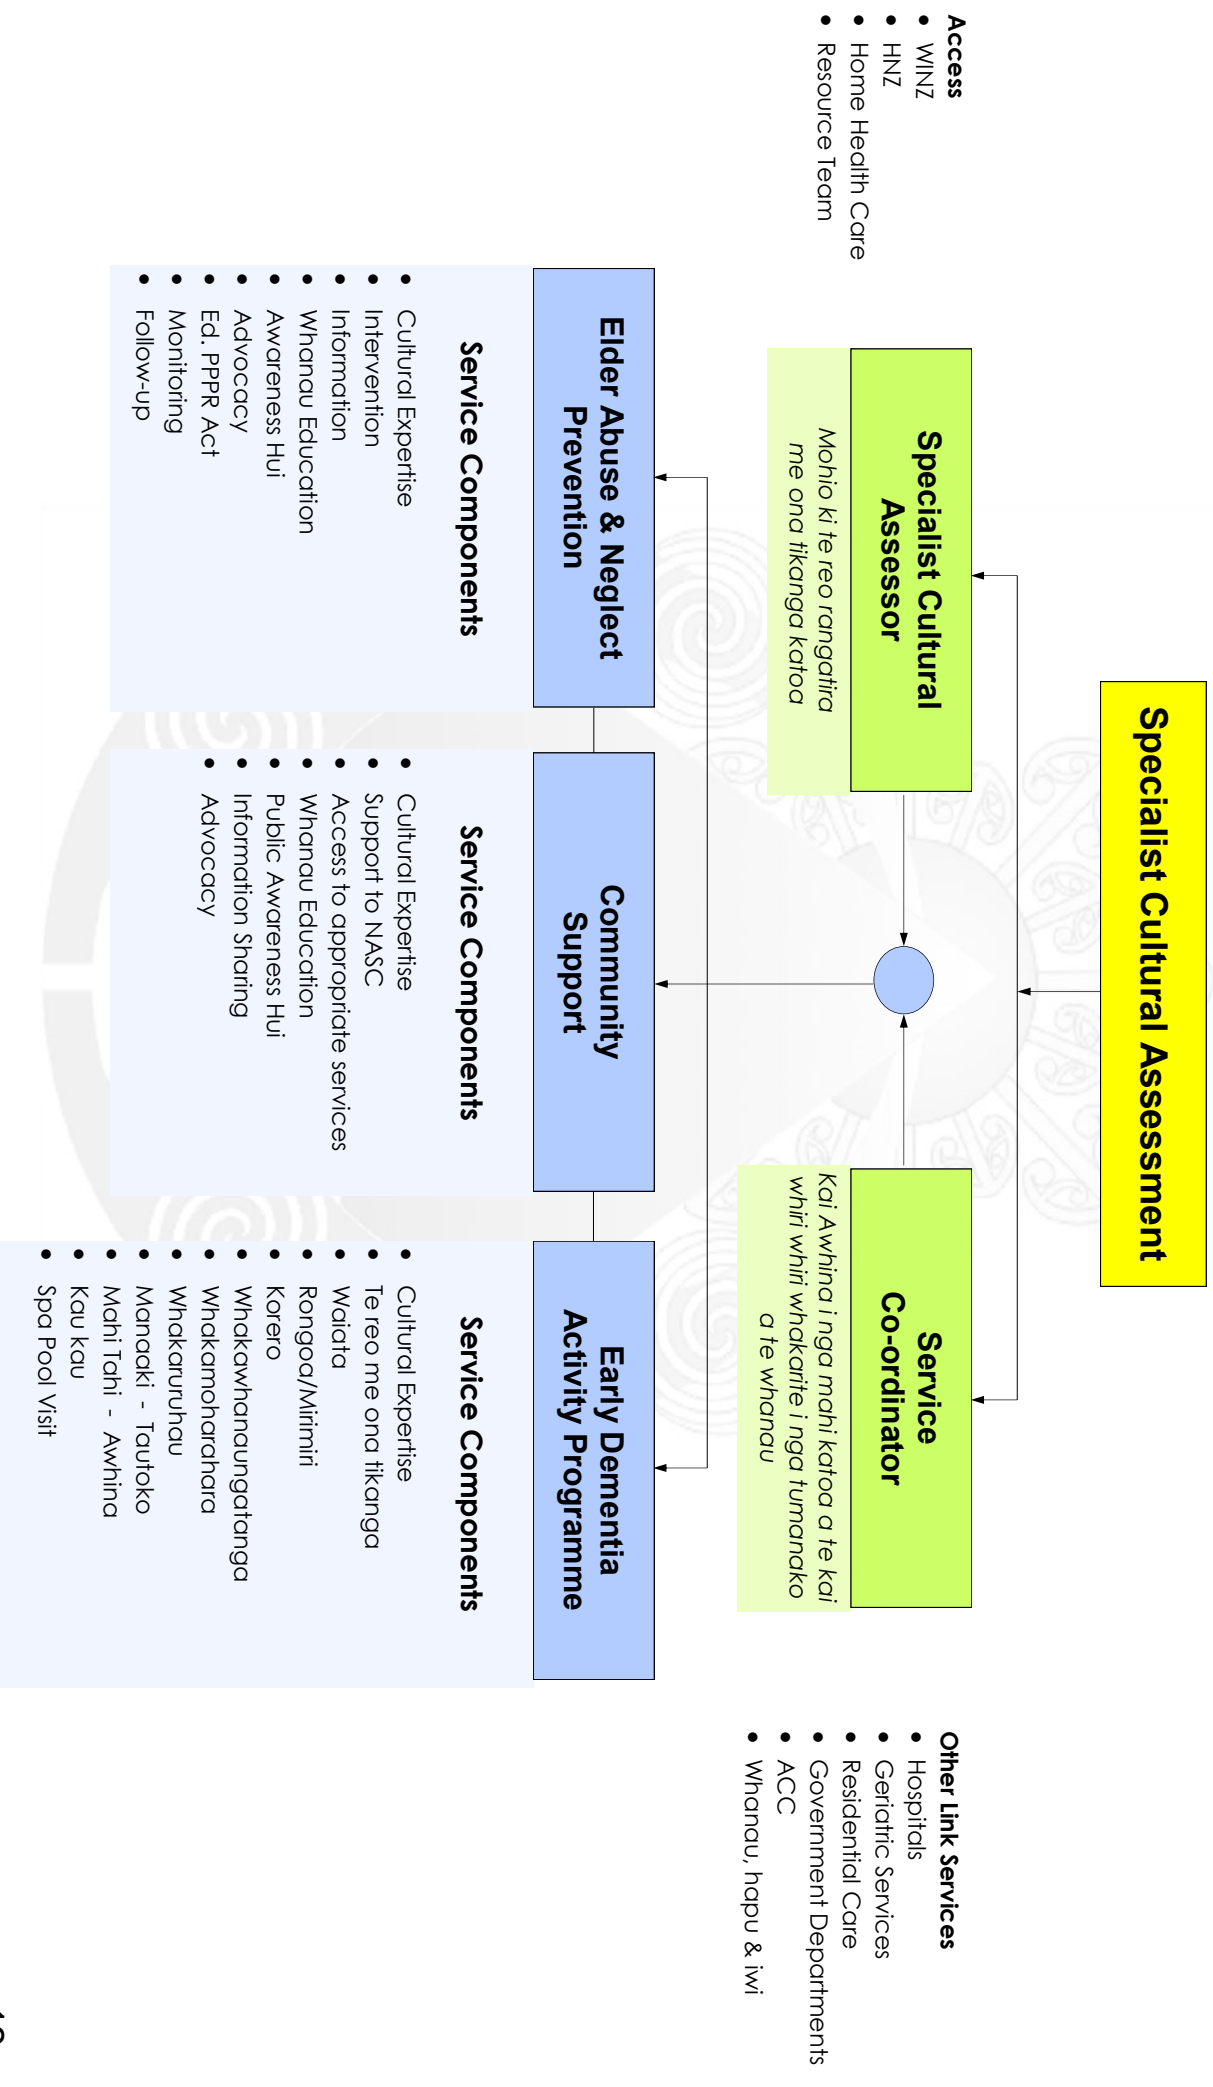 Specialist Cultural Assessment
Access
• WINZ
• HNZ
• Home Health Care
• Resource Team
Specialist Cultural
Assessor
Mohio ki te reo rangatira
me ona tikanga katoa
Service
Co-ordinator
Kai Awhina i nga mahi katoa a te kai
whiri whiri whakarite i nga tumanako
a te whanau
Other Link Services
• Hospitals
• Geriatric Services
• Residential Care
• Government Departments
• ACC
• Whanau, hapu & iwi
Elder Abuse & Neglect
Prevention
Service Components
• Cultural Expertise
• Intervention
• Information
• Whanau Education
• Awareness Hui
• Advocacy
• Ed. PPPR Act
• Monitoring
• Follow-up
Community
Support
Service Components
• Cultural Expertise
• Support to NASC
• Access to appropriate services
• Whanau Education
• Public Awareness Hui
• Information Sharing
• Advocacy
Early Dementia
Activity Programme
Service Components
• Cultural Expertise
• Te reo me ona tikanga
• Waiata
• Rongoa/Mirimiri
• Korero
• Whakawhanaungatanga
• Whakamoharahara
• Whakaruruhau
• Manaaki - Tautoko
• Mahi Tahi - Awhina
• Kau kau
• Spa Pool Visit